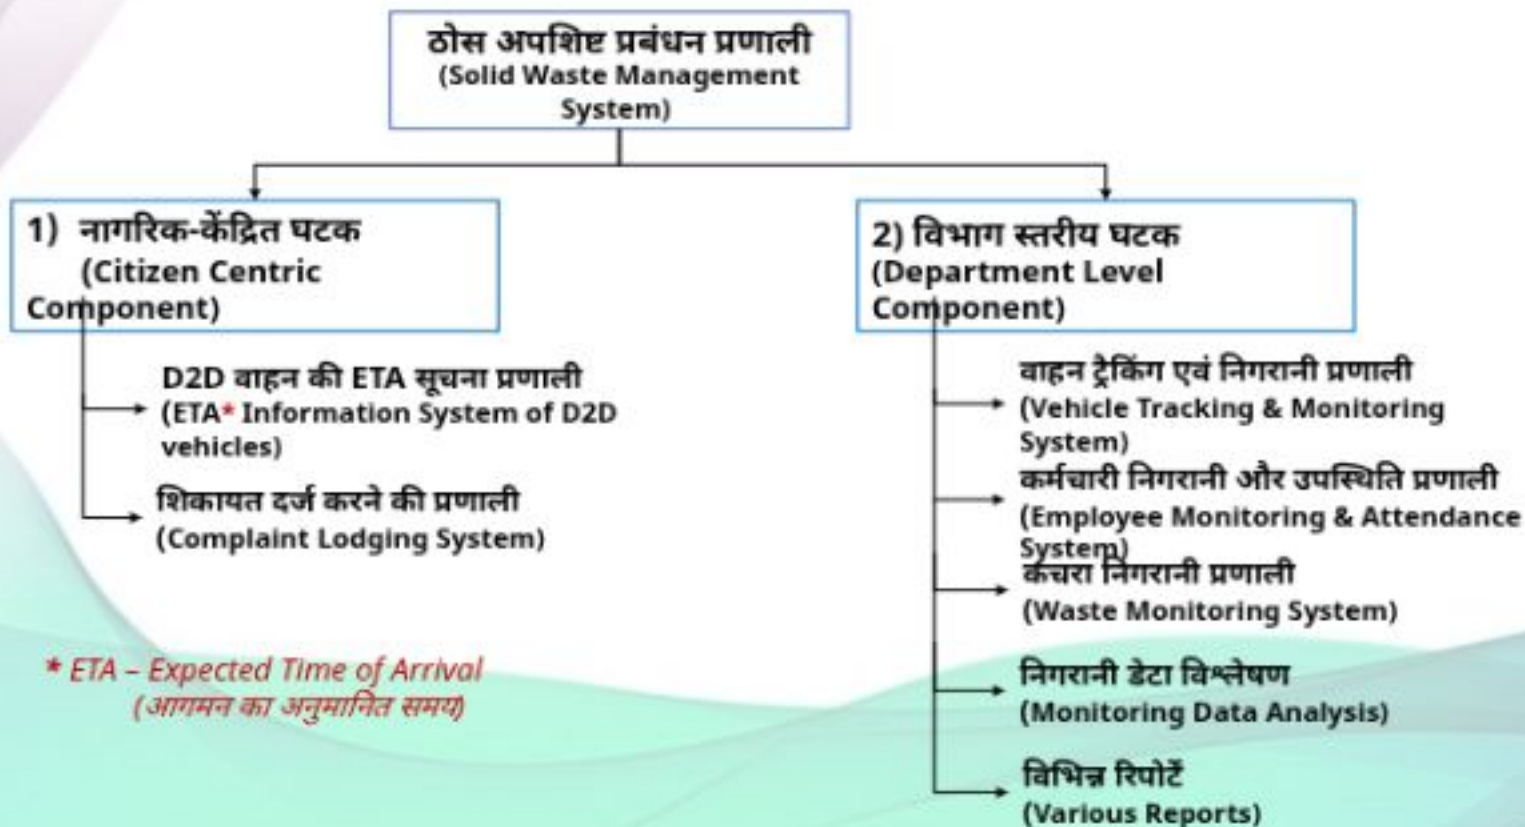 ठोस अपशिष्ट प्रबंधन प्रणाली
(Solid Waste Management
System)
1) नागरिक-केंद्रित घटक
(Citizen Centric
Component)
D2D वाहन की ETA सूचना प्रणाली
(ETA* Information System of D2D
vehicles)
शिकायत दर्ज करने की प्रणाली
(Complaint Lodging System)
* ETA – Expected Time of Arrival
(आगमन का अनुमानित समय)
2) विभाग स्तरीय घटक
(Department Level
Component)
वाहन ट्रैकिंग एवं निगरानी प्रणाली
(Vehicle Tracking & Monitoring
System)
कर्मचारी निगरानी और उपस्थिति प्रणाली
(Employee Monitoring & Attendance
System)
कचरा निगरानी प्रणाली
(Waste Monitoring System)
निगरानी डेटा विश्लेषण
(Monitoring Data Analysis)
विभिन्न रिपोर्टें
(Various Reports)